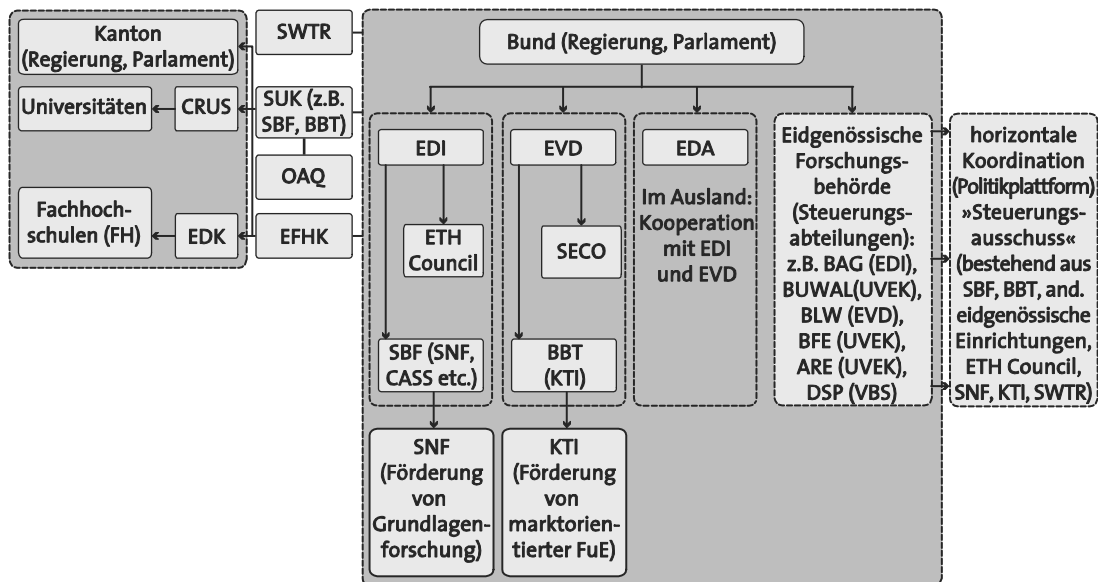 Kanton
(Regierung, Parlament)
Universitäten
CRUS
Fachhoch-
schulen (FH)
EDK
SWTR
SUK (z.B.
SBF, BBT)
OAQ
EFHK
Bund (Regierung, Parlament)
EDI
ETH
Council
SBF (SNF,
CASS etc.)
SNF
(Förderung
von
Grundlagen-
forschung)
EVD
SECO
BBT
(KTI)
KTI
(Förderung
von
marktorien-
tierter FuE)
EDA
Im Ausland:
Kooperation
mit EDI
und EVD
Eidgenössische
Forschungs-
behörde
(Steuerungs-
abteilungen):
z.B. BAG (EDI),
BUWAL(UVEK),
BLW (EVD),
BFE (UVEK),
ARE (UVEK),
DSP (VBS)
horizontale
Koordination
(Politikplattform)
»Steuerungs-
ausschuss«
(bestehend aus
SBF, BBT, and.
eidgenössische
Einrichtungen,
ETH Council,
SNF, KTI, SWTR)